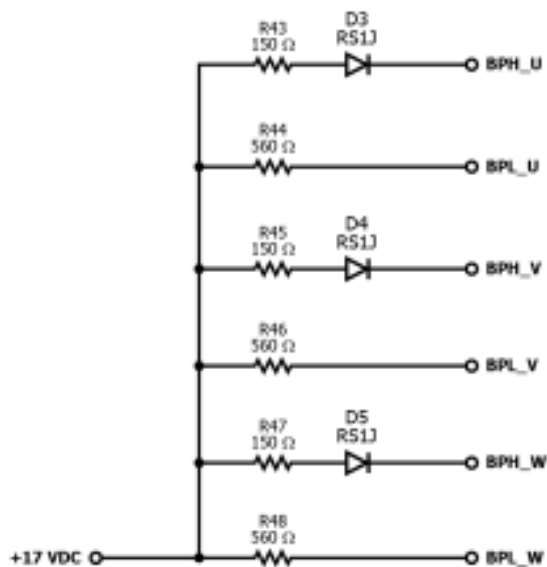 D3
R43
RS1J
150 Ω
BPH_U
R44
560 Ω
BPL_U
D4
R45
RS1J
150 Ω
BPH_V
R46
560 Ω
BPL_V
D5
R47
RS1J
150 Ω
BPH_W
R48
560 Ω
+17 VDC
BPL_W